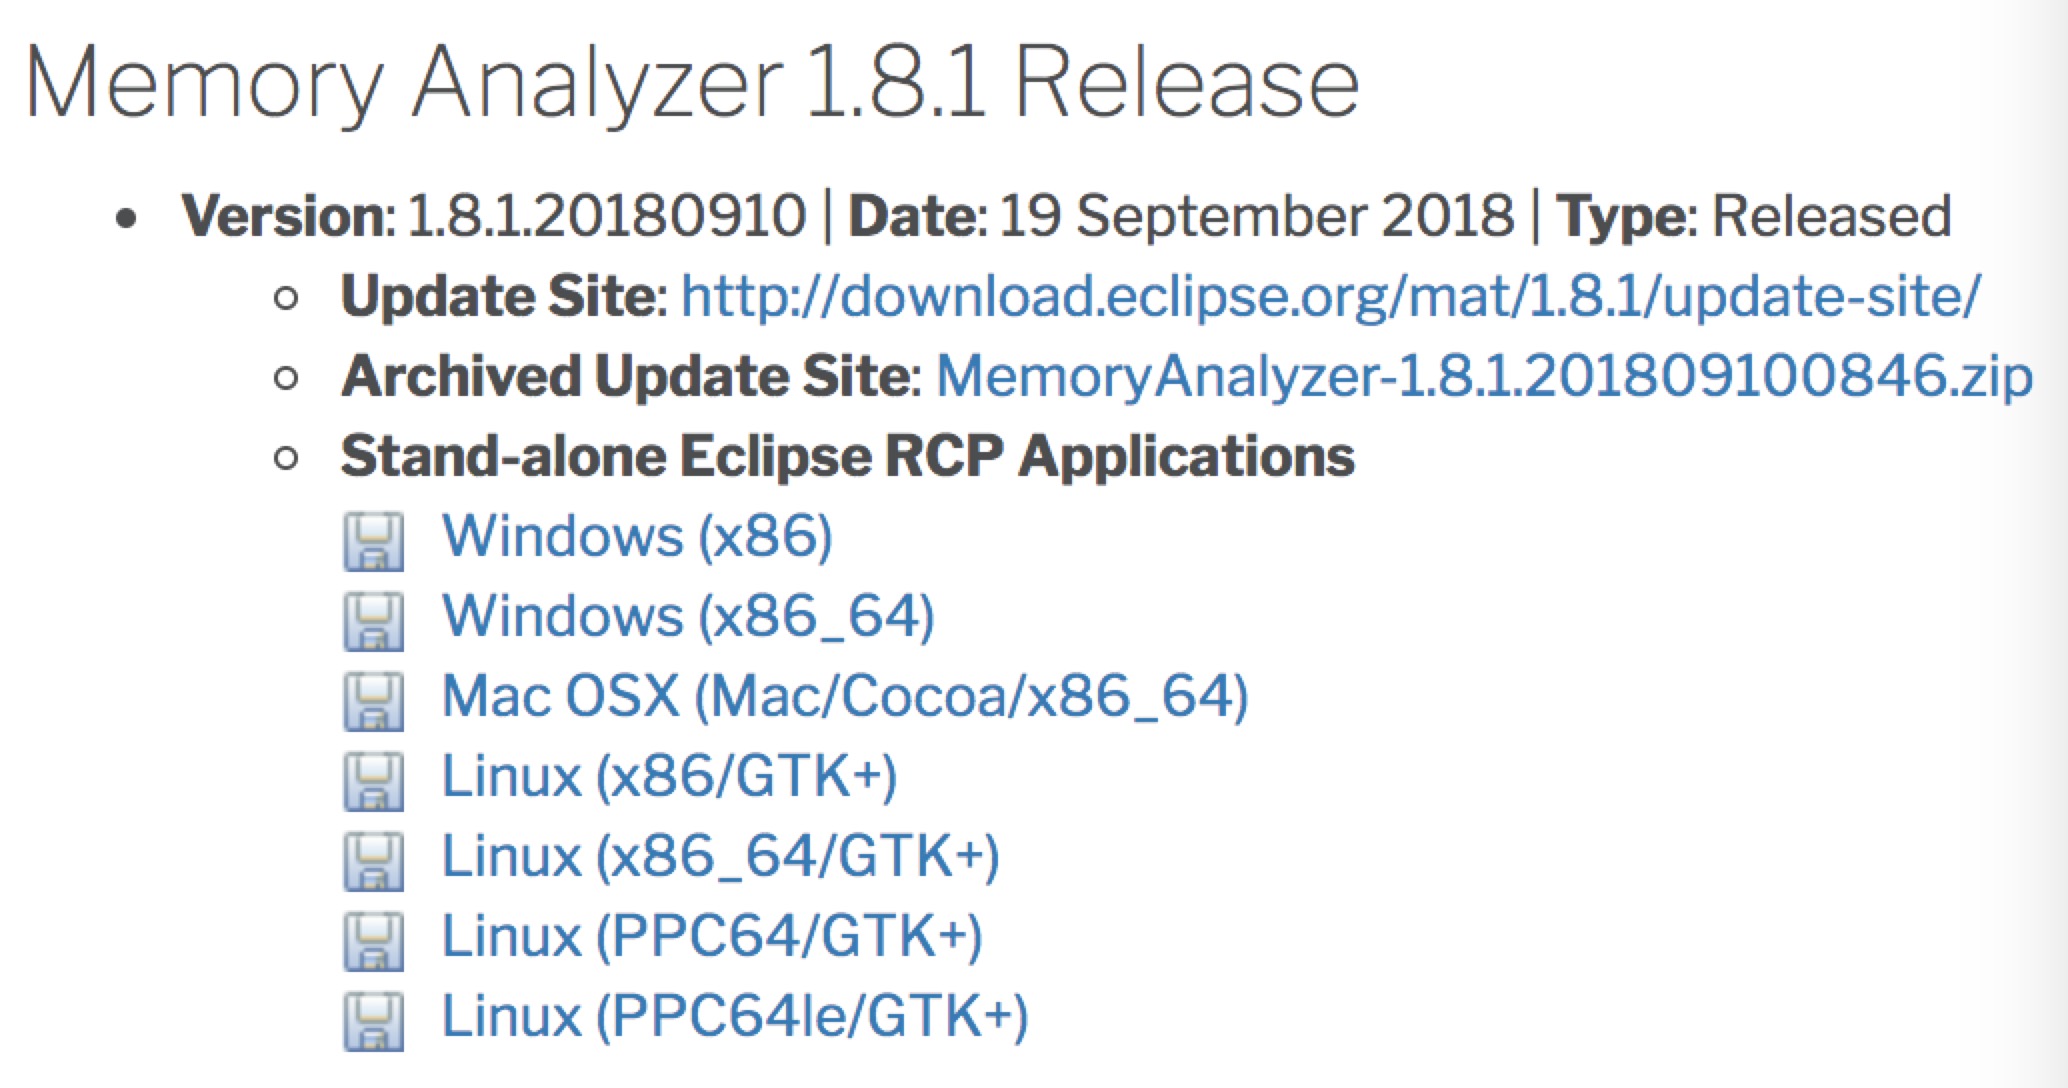 Memory Analyzer 1.8.1 Release
Version: 1.8.1.20180910 | Date: 19 September 2018 | Type: Released
Update Site: http://download.eclipse.org/mat/1.8.1/update-site/
Archived Update Site: MemoryAnalyzer-1.8.1.201809100846.zip
Stand-alone Eclipse RCP Applications
Windows (x86)
Windows (x86_64)
Mac OSX (Mac/Cocoa/x86_64)
Linux (x86/GTK+)
Linux (x86_64/GTK+)
Linux (PPC64/GTK+)
Linux (PPC64le/GTK+)